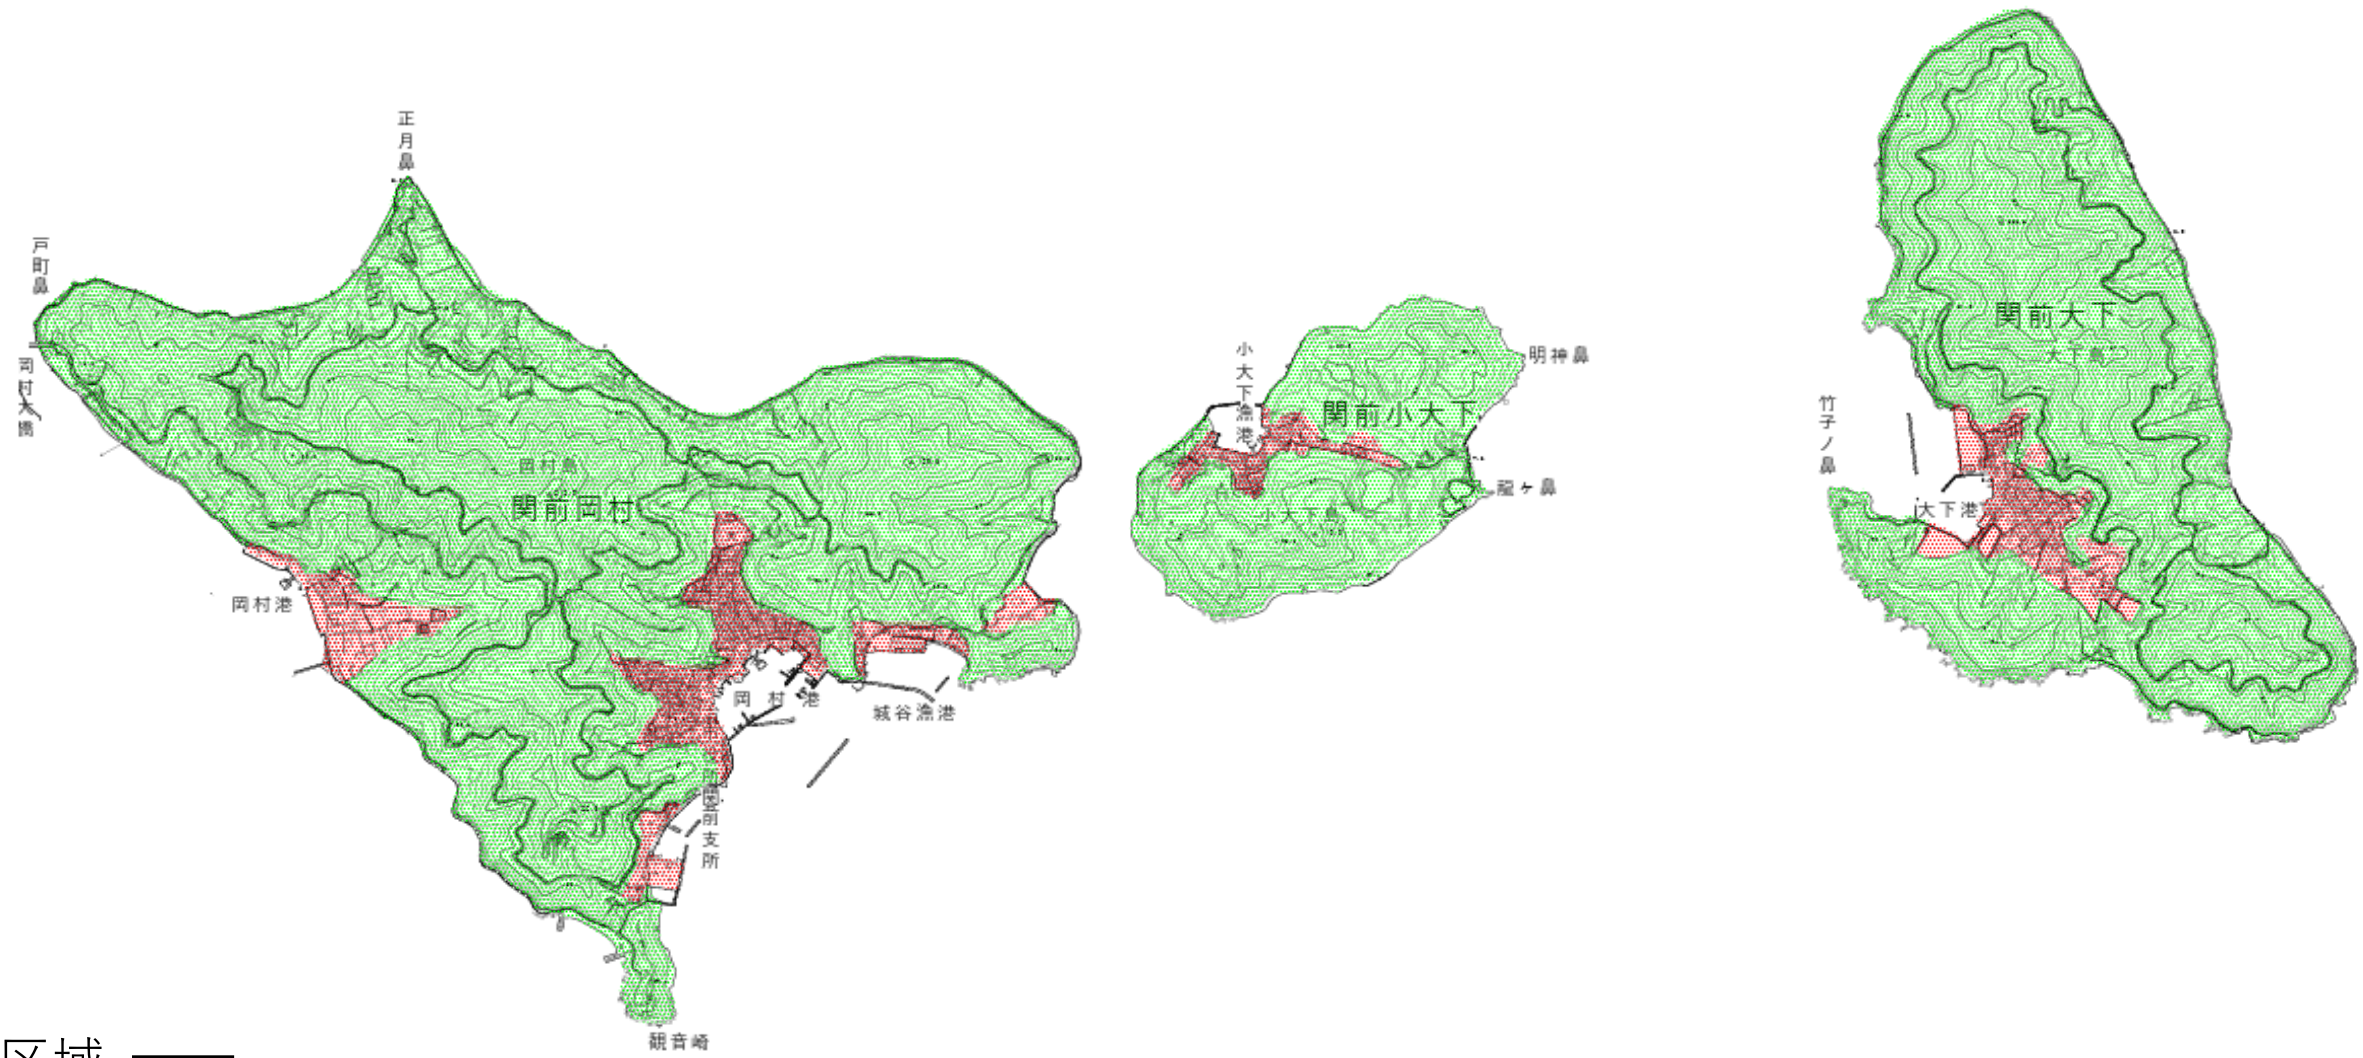 正月鼻
戸町鼻
岡村大橋
岡村島
関前岡村
岡村港
岡村港
城谷漁港
関前支所
観音崎
小大下漁港
明神鼻
関前小大下
龍ヶ鼻
小大下島
関前大下
大下島
竹子ノ鼻
大下港
区域